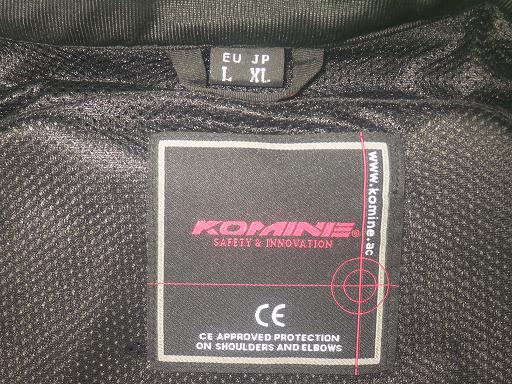 EU JP
L XL
www.komine.ac
KOMINE®
SAFETY & INNOVATION
CE
CE APPROVED PROTECTION
ON SHOULDERS AND ELBOWS